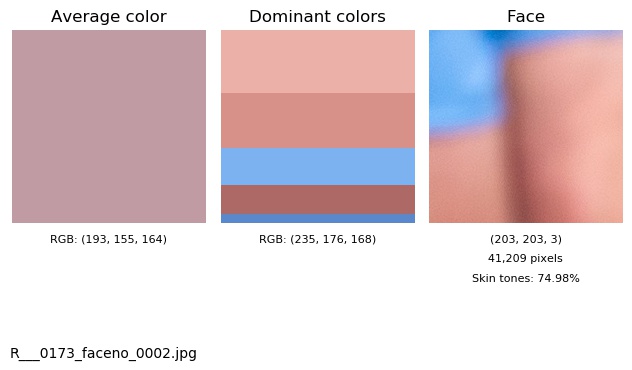 Average color
Dominant colors
Face
RGB: (193, 155, 164)
RGB: (235, 176, 168)
(203, 203, 3)
41,209 pixels
Skin tones: 74.98%
R___0173_faceno_0002.jpg